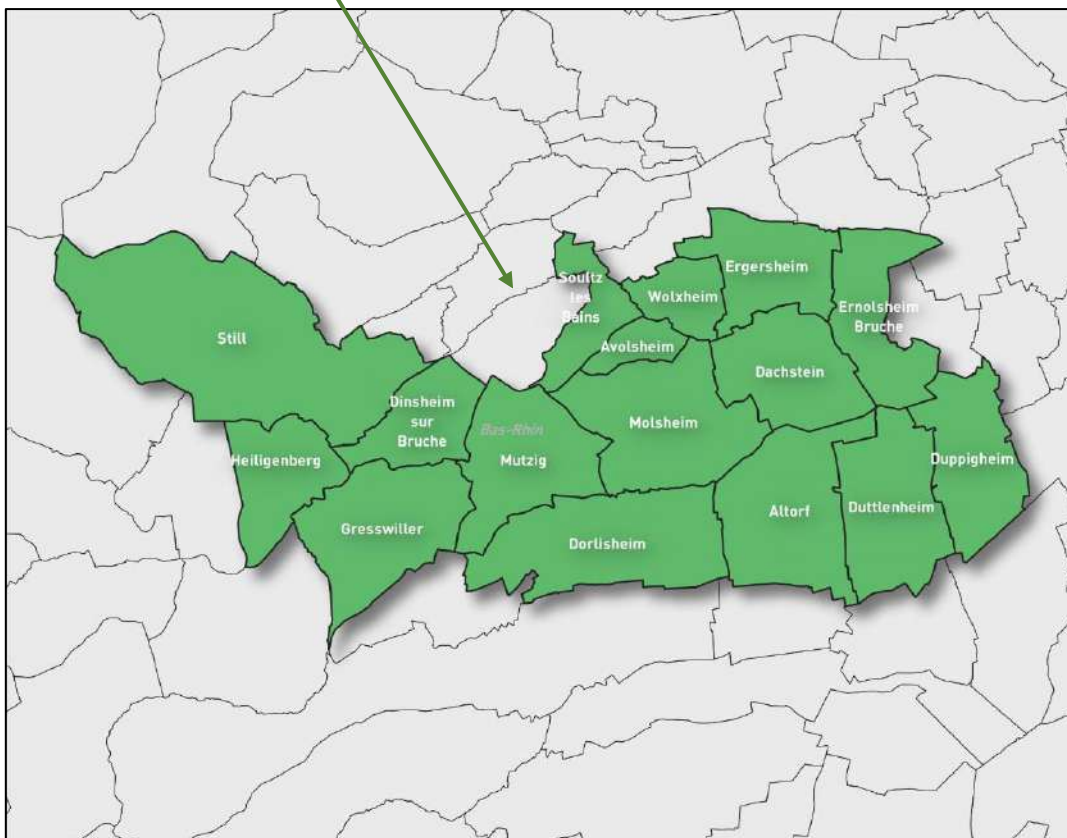 Ergersheim
Soultz
les
Bains
Wolxheim
Ernolsheim
Bruche
Still
Avolsheim
Dachstein
Dinsheim
sur
Bruche
Molsheim
Bas-Rhin
Mutzig
Heiligenberg
Duppigheim
Gresswiller
Altorf
Duttlenheim
Dorlisheim